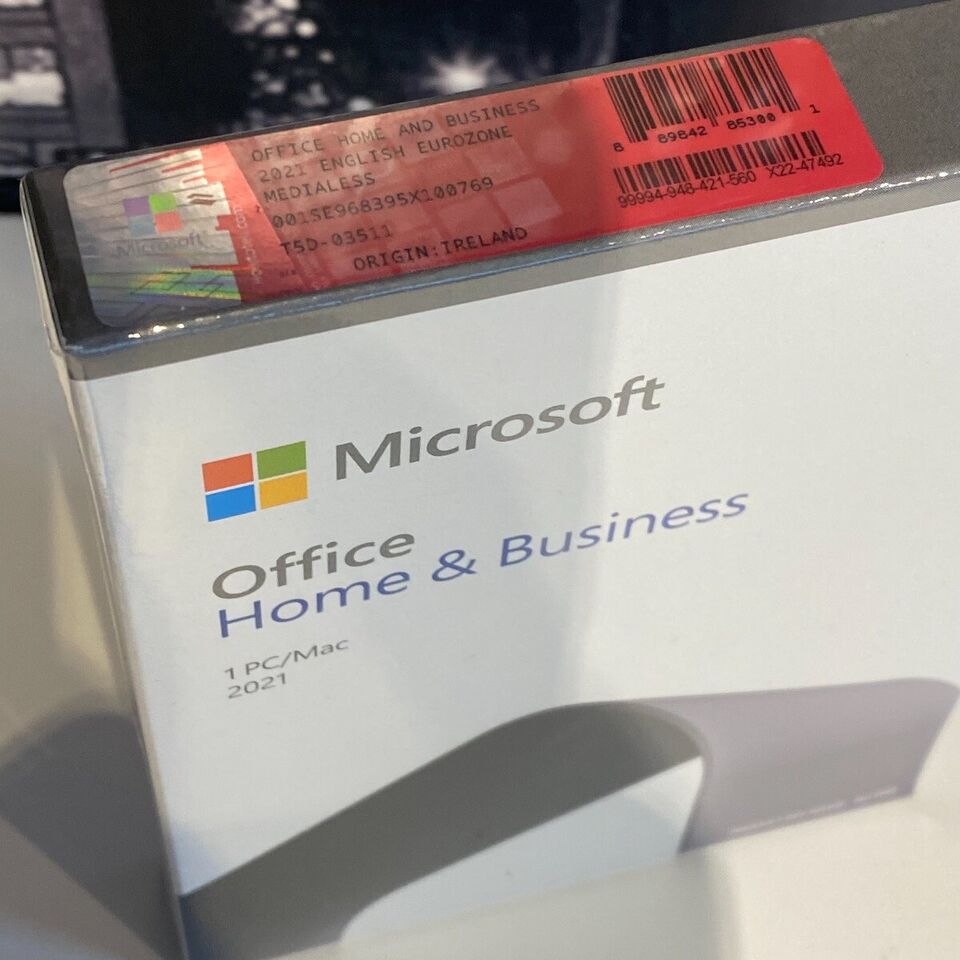 OFFICE HOME AND BUSINESS
2021 ENGLISH EUROZONE
MEDIALESS
001SE968395X100769
T5D-03511
ORIGIN:IRELAND
8 89842 85300 1
99994-948-421-560 X22-47492
Microsoft
Microsoft
Office
Home & Business
1 PC/Mac
2021